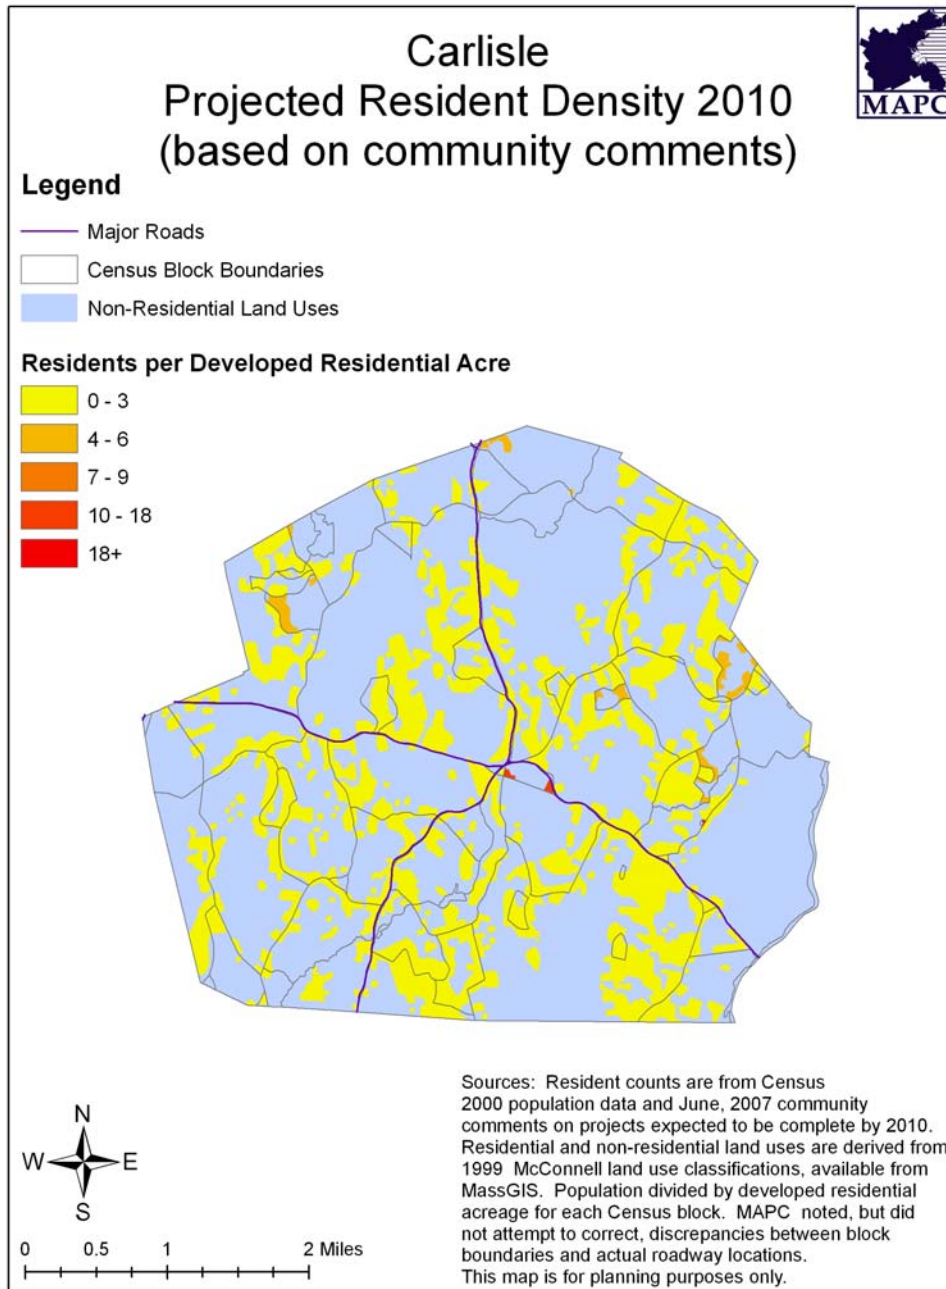 Carlisle
Projected Resident Density 2010
(based on community comments)
MAPC
Legend
Major Roads
Census Block Boundaries
Non-Residential Land Uses
Residents per Developed Residential Acre
0 - 3
4 - 6
7 - 9
10 - 18
18+
N
W E
S
0 0.5 1 2 Miles
Sources: Resident counts are from Census
2000 population data and June, 2007 community
comments on projects expected to be complete by 2010.
Residential and non-residential land uses are derived from
1999 McConnell land use classifications, available from
MassGIS. Population divided by developed residential
acreage for each Census block. MAPC noted, but did
not attempt to correct, discrepancies between block
boundaries and actual roadway locations.
This map is for planning purposes only.